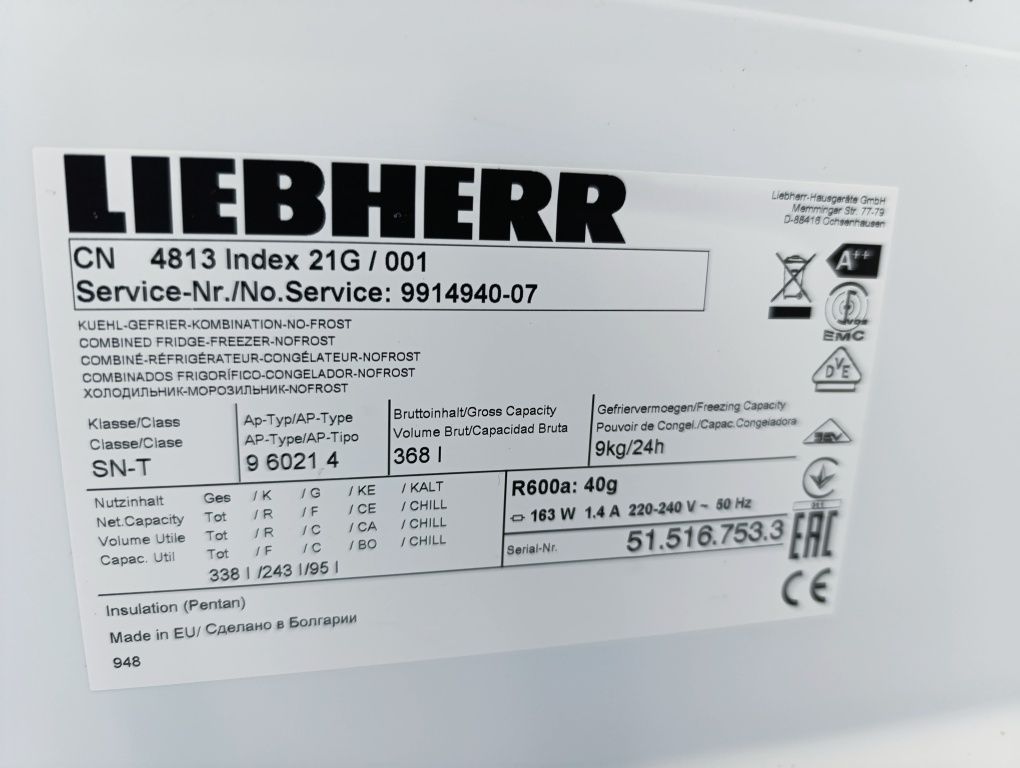 LIEBHERR
Liebherr-Hausgeräte GmbH
Memminger Str. 77-79
D-88416 Ochsenhausen
CN 4813 Index 21G / 001
Service-Nr./No.Service: 9914940-07
A++
KUEHL-GEFRIER-KOMBINATION-NO-FROST
COMBINED FRIDGE-FREEZER-NOFROST
COMBINÉ-RÉFRIGÉRATEUR-CONGÉLATEUR-NOFROST
COMBINADOS FRIGORÍFICO-CONGELADOR-NOFROST
ХОЛОДИЛЬНИК-МОРОЗИЛЬНИК-NOFROST
EMC
DVE
Klasse/Class
Classe/Clase
SN-T
Ap-Typ/AP-Type
AP-Type/AP-Tipo
9 6021 4
Bruttoinhalt/Gross Capacity
Volume Brut/Capacidad Bruta
368 l
Gefriervermoegen/Freezing Capacity
Pouvoir de Congel./Capac.Congeladora
9kg/24h
Nutzinhalt Ges / K / G / KE / KALT
Net.Capacity Tot / R / F / CE / CHILL
Volume Utile Tot / R / C / CA / CHILL
Capac. Util Tot / F / C / BO / CHILL
338 l /243 l/95 l
R600a: 40g
163 W 1.4 A 220-240 V ~ 50 Hz
Serial-Nr. 51.516.753.3
EAC
CE
Insulation (Pentan)
Made in EU/ Сделано в Болгарии
948